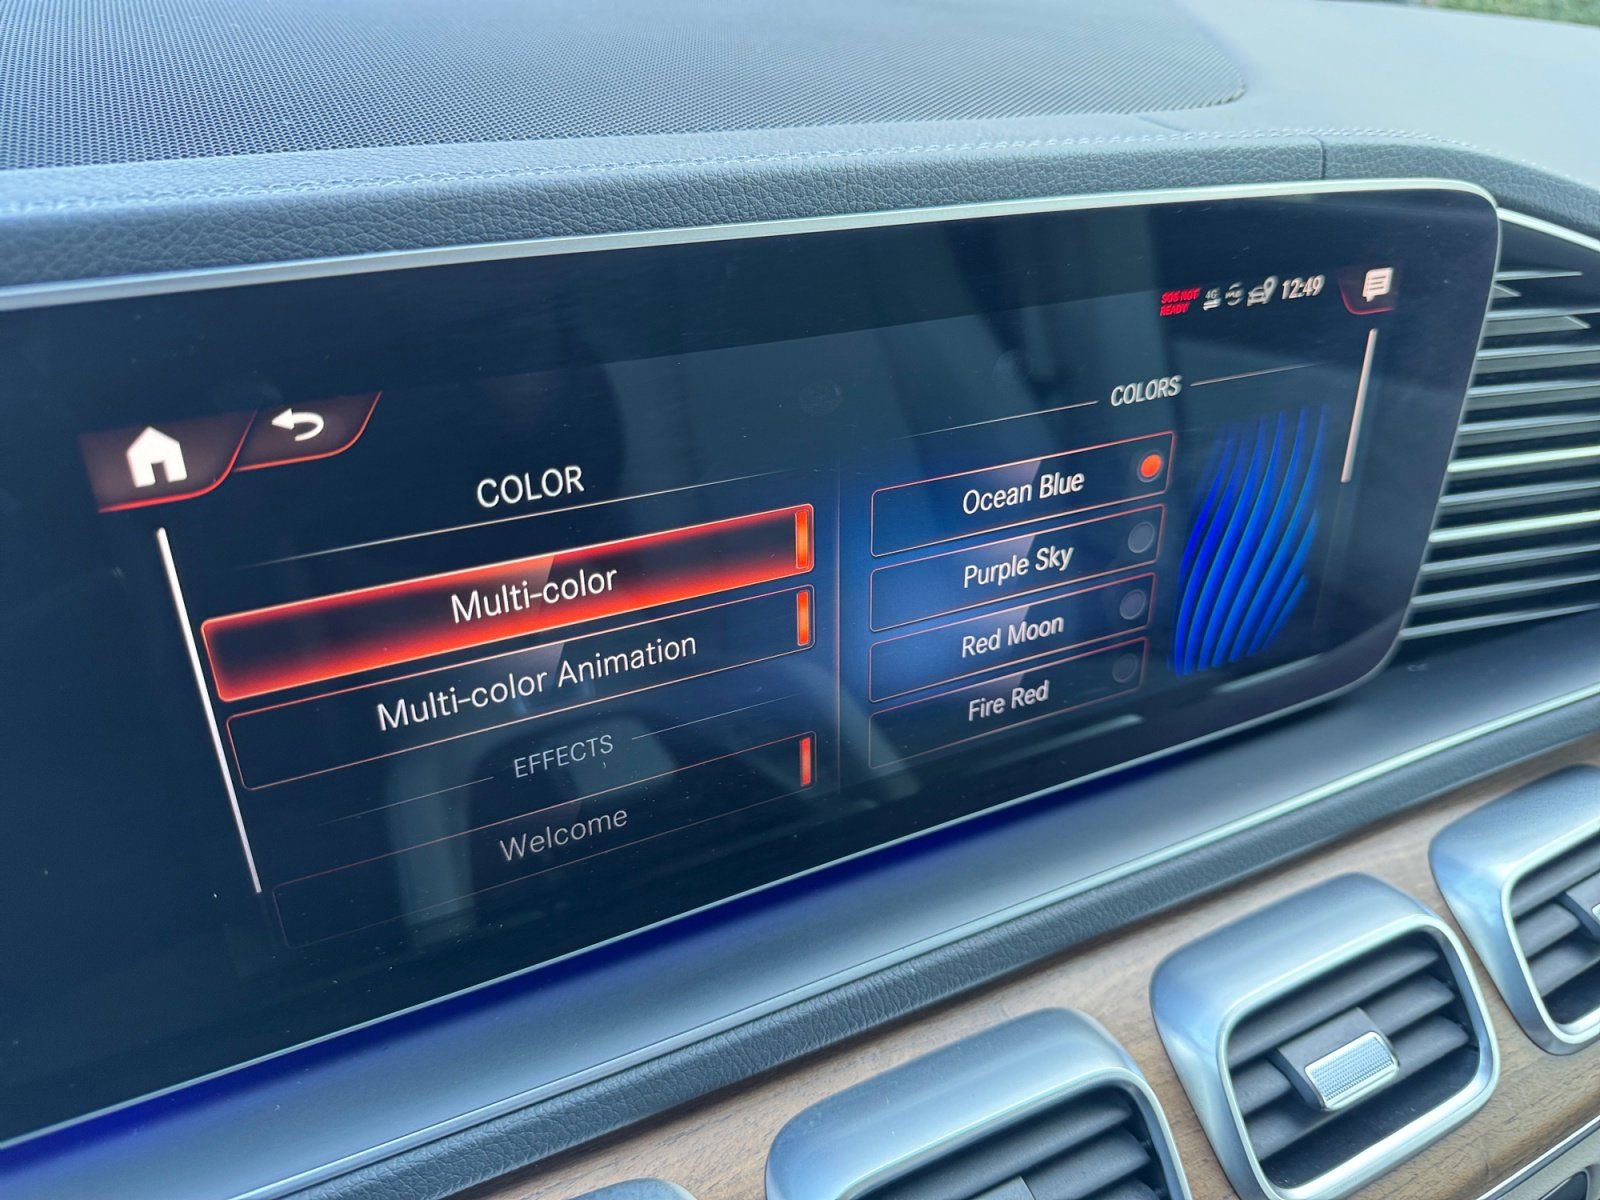 SOS NOT
READY
4G
12:49
COLOR
Multi-color
Multi-color Animation
EFFECTS
Welcome
COLORS
Ocean Blue
Purple Sky
Red Moon
Fire Red